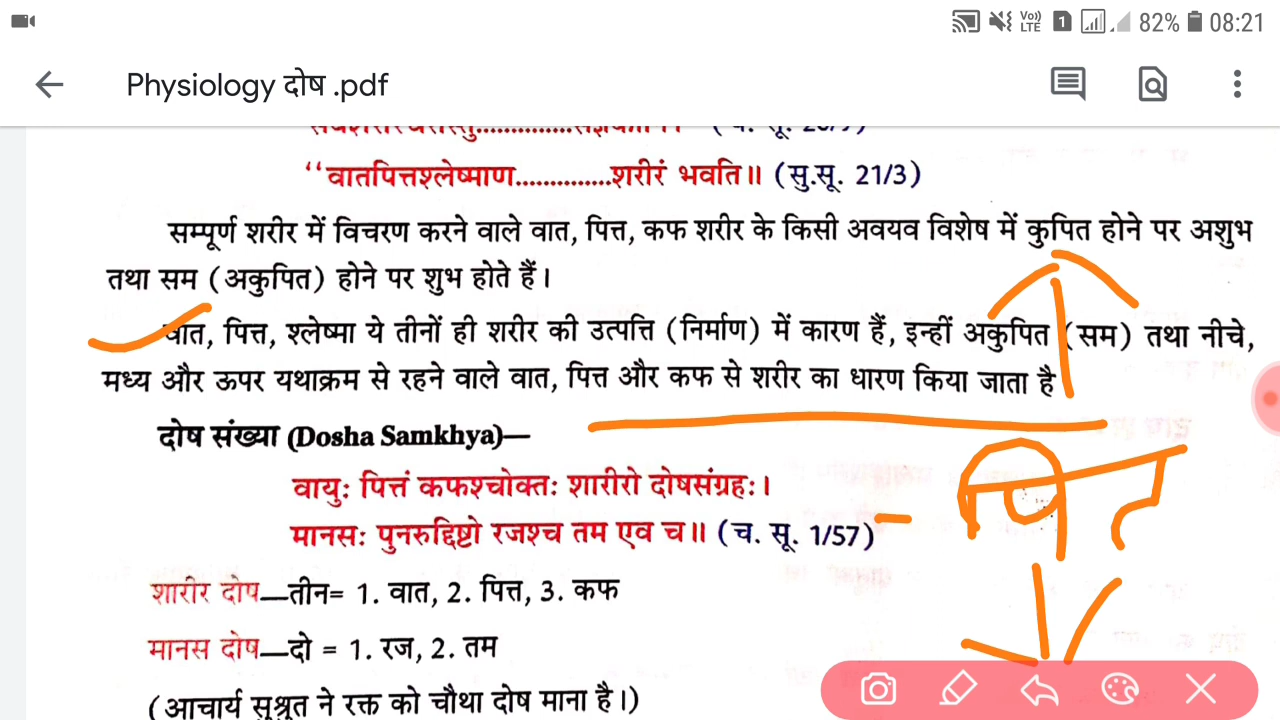 Vo)) 1 82% 08:21
LTE
Physiology दोष .pdf
‘‘वातपित्तश्लेष्माण..............शरीरं भवति॥ (सु.सू. 21/3)
सम्पूर्ण शरीर में विचरण करने वाले वात, पित्त, कफ शरीर के किसी अवयव विशेष में कुपित होने पर अशुभ
तथा सम (अकुपित) होने पर शुभ होते हैं।
वात, पित्त, श्लेष्मा ये तीनों ही शरीर की उत्पत्ति (निर्माण) में कारण हैं, इन्हीं अकुपित (सम) तथा नीचे,
मध्य और ऊपर यथाक्रम से रहने वाले वात, पित्त और कफ से शरीर का धारण किया जाता है
दोष संख्या (Dosha Samkhya)—
वायुः पित्तं कफश्चोक्तः शारीरो दोषसंग्रहः।
मानसः पुनरुद्दिष्टो रजश्च तम एव च॥ (च. सू. 1/57)
शारीर दोष—तीन= 1. वात, 2. पित्त, 3. कफ
मानस दोष—दो = 1. रज, 2. तम
(आचार्य सुश्रुत ने रक्त को चौथा दोष माना है।)